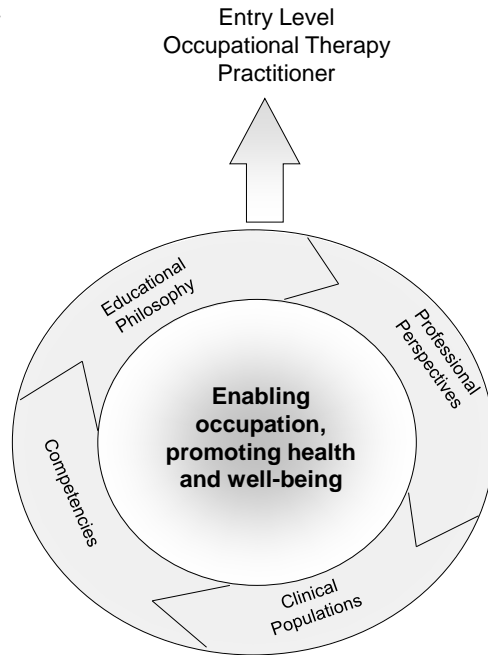 Entry Level
Occupational Therapy
Practitioner
Educational
Philosophy
Professional
Perspectives
Enabling
occupation,
promoting health
and well-being
Competencies
Clinical
Populations